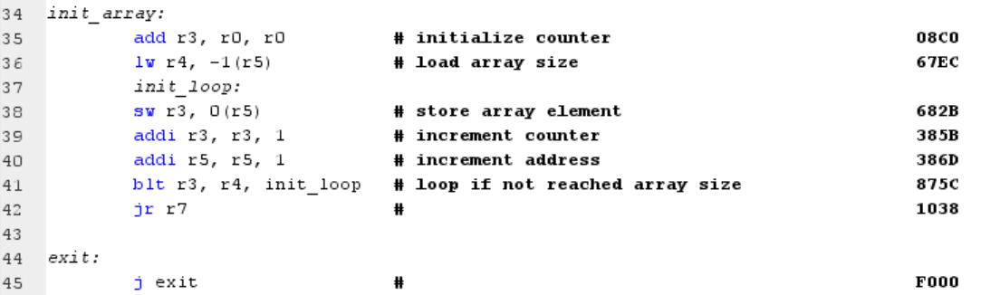 34 init_array:
35 add r3, r0, r0 # initialize counter 08C0
36 lw r4, -1(r5) # load array size 67EC
37 init_loop:
38 sw r3, 0(r5) # store array element 682B
39 addi r3, r3, 1 # increment counter 385B
40 addi r5, r5, 1 # increment address 386D
41 blt r3, r4, init_loop # loop if not reached array size 875C
42 jr r7 # 1038
43
44 exit:
45 j exit # F000